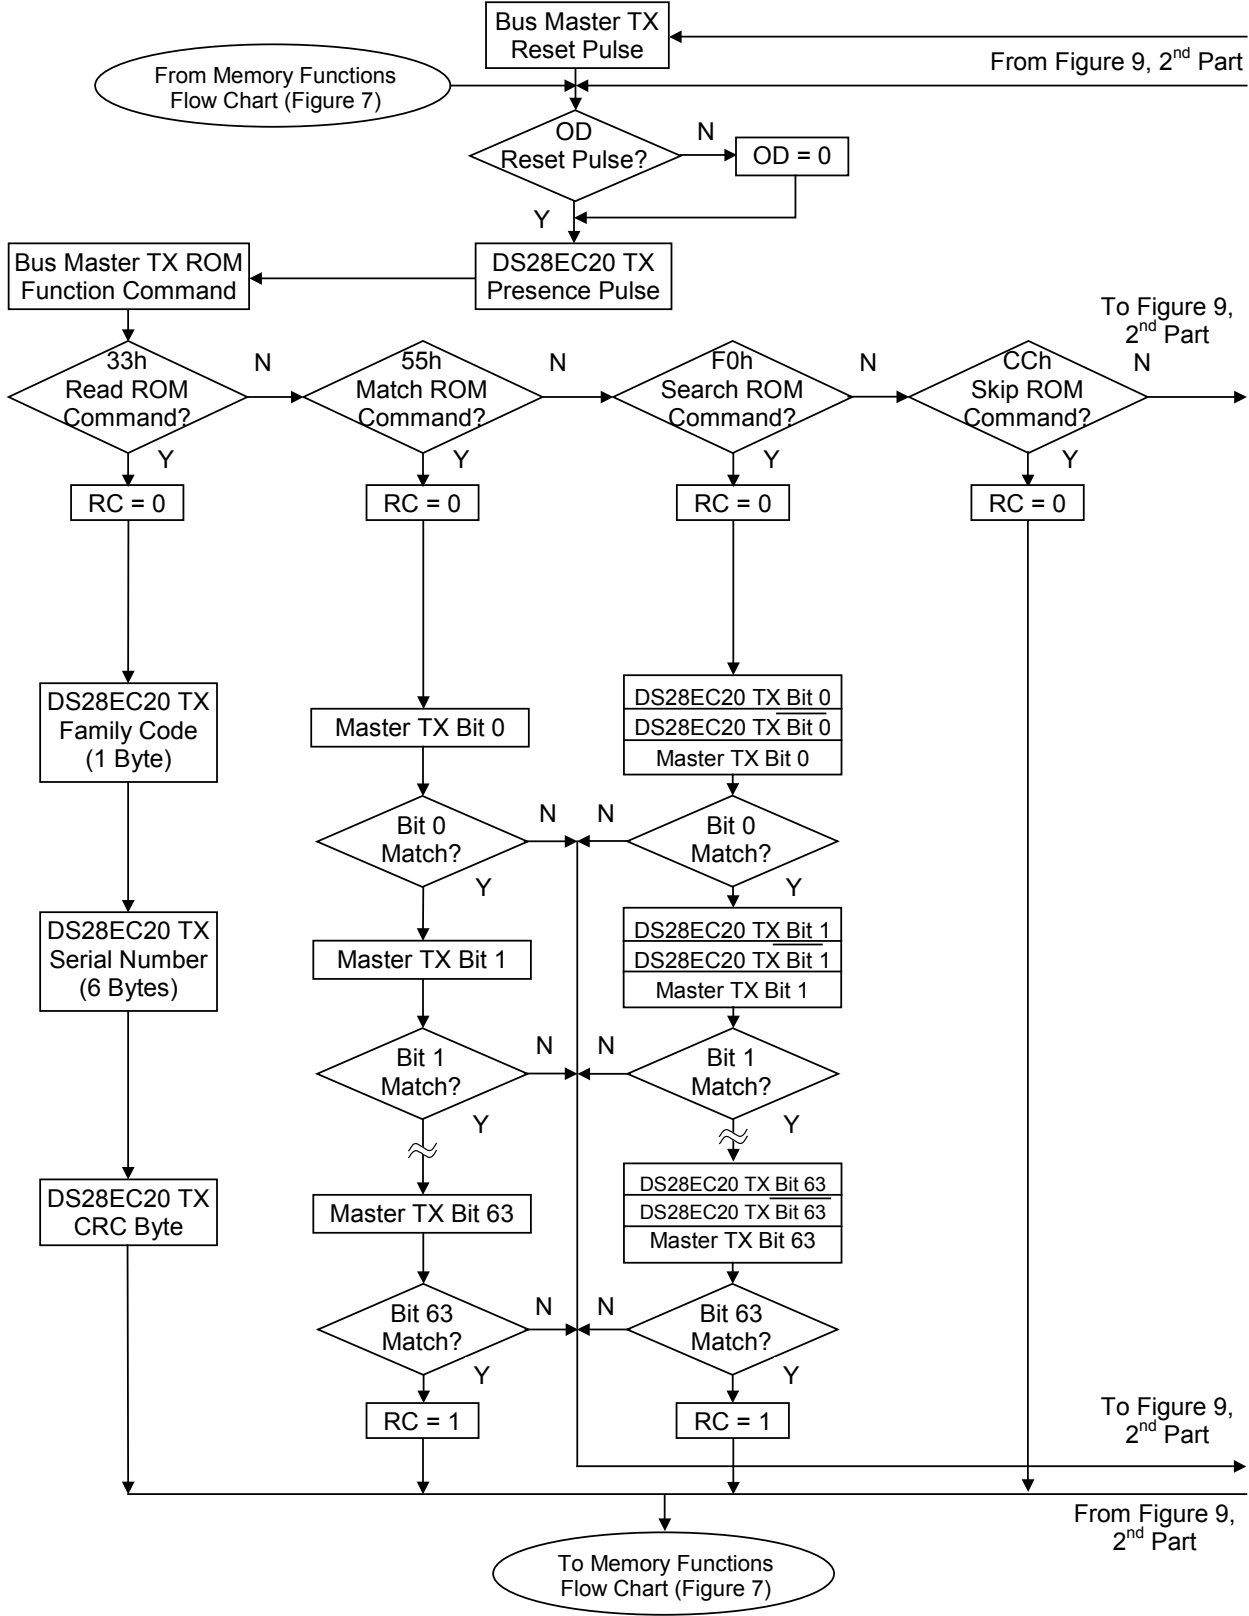 Bus Master TX
Reset Pulse
From Figure 9, 2nd Part
From Memory Functions
Flow Chart (Figure 7)
OD
Reset Pulse?
N
OD = 0
Y
Bus Master TX ROM
Function Command
DS28EC20 TX
Presence Pulse
To Figure 9,
2nd Part
33h
Read ROM
Command?
N
55h
Match ROM
Command?
N
F0h
Search ROM
Command?
N
CCh
Skip ROM
Command?
N
Y
Y
Y
Y
RC = 0
RC = 0
RC = 0
RC = 0
DS28EC20 TX
Family Code
(1 Byte)
Master TX Bit 0
DS28EC20 TX Bit 0
DS28EC20 TX Bit 0
Master TX Bit 0
Bit 0
Match?
N
N
Bit 0
Match?
Y
Y
DS28EC20 TX
Serial Number
(6 Bytes)
Master TX Bit 1
DS28EC20 TX Bit 1
DS28EC20 TX Bit 1
Master TX Bit 1
Bit 1
Match?
N
N
Bit 1
Match?
Y
Y
DS28EC20 TX
CRC Byte
Master TX Bit 63
DS28EC20 TX Bit 63
DS28EC20 TX Bit 63
Master TX Bit 63
Bit 63
Match?
N
N
Bit 63
Match?
Y
Y
RC = 1
RC = 1
To Figure 9,
2nd Part
From Figure 9,
2nd Part
To Memory Functions
Flow Chart (Figure 7)